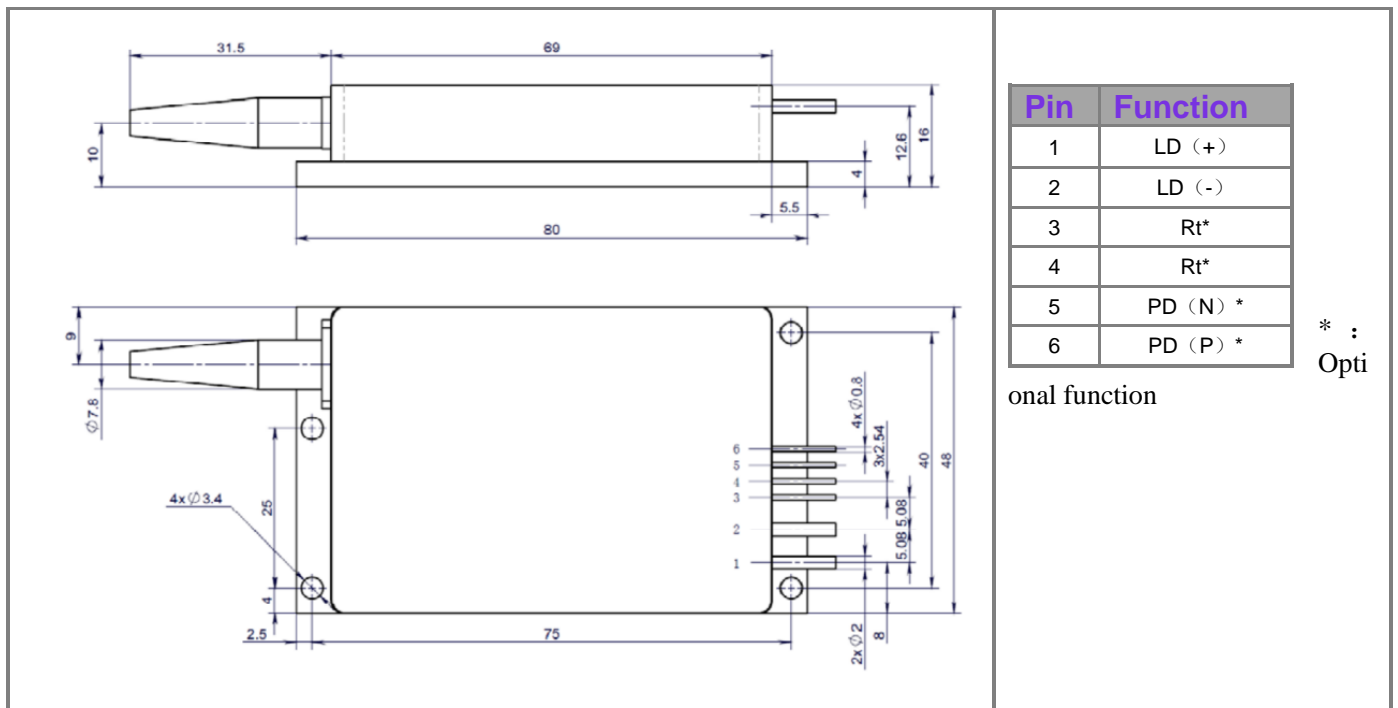 31.5
69
10
12.6
16
4
5.5
80
9
Ø7.8
4xØ0.8
3x2.54
6
5
4
3
2
1
40
48
4xØ3.4
25
5.08
5.08
4
2.5
75
2xØ2
8
Pin Function
1 LD（+）
2 LD（-）
3 Rt*
4 Rt*
5 PD（N）*
6 PD（P）*
* ：
Opti
onal function